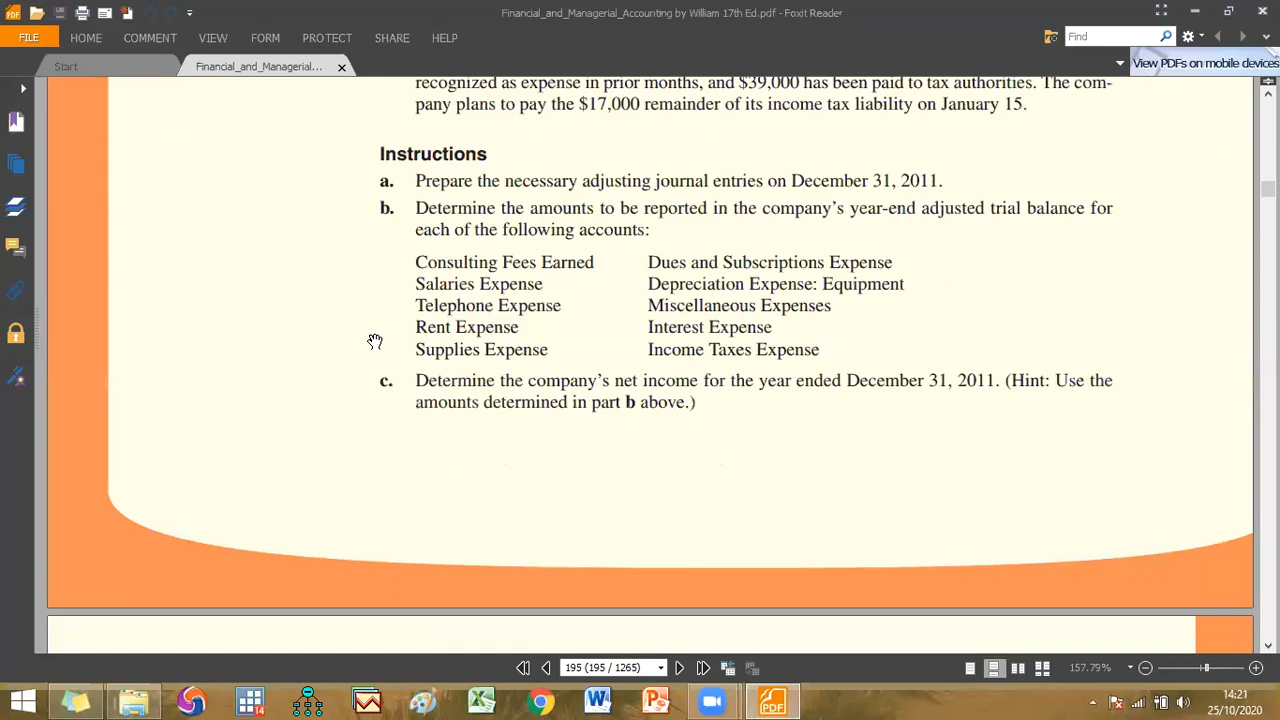 Financial_and_Managerial_Accounting by William 17th Ed.pdf - Foxit Reader
FILE HOME COMMENT VIEW FORM PROTECT SHARE HELP
Find
Start
Financial_and_Managerial...
View PDFs on mobile devices
recognized as expense in prior months, and $39,000 has been paid to tax authorities. The com-
pany plans to pay the $17,000 remainder of its income tax liability on January 15.
Instructions
a. Prepare the necessary adjusting journal entries on December 31, 2011.
b. Determine the amounts to be reported in the company's year-end adjusted trial balance for
each of the following accounts:
Consulting Fees Earned Dues and Subscriptions Expense
Salaries Expense Depreciation Expense: Equipment
Telephone Expense Miscellaneous Expenses
Rent Expense Interest Expense
Supplies Expense Income Taxes Expense
c. Determine the company's net income for the year ended December 31, 2011. (Hint: Use the
amounts determined in part b above.)
195 (195 / 1265)
157.79%
14
PDF
14:21
25/10/2020